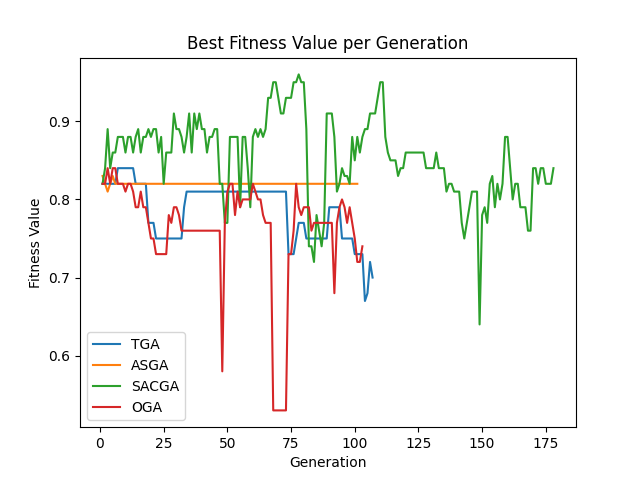 Best Fitness Value per Generation
Fitness Value
0.9
0.8
0.7
0.6
TGA
ASGA
SACGA
OGA
0 25 50 75 100 125 150 175
Generation